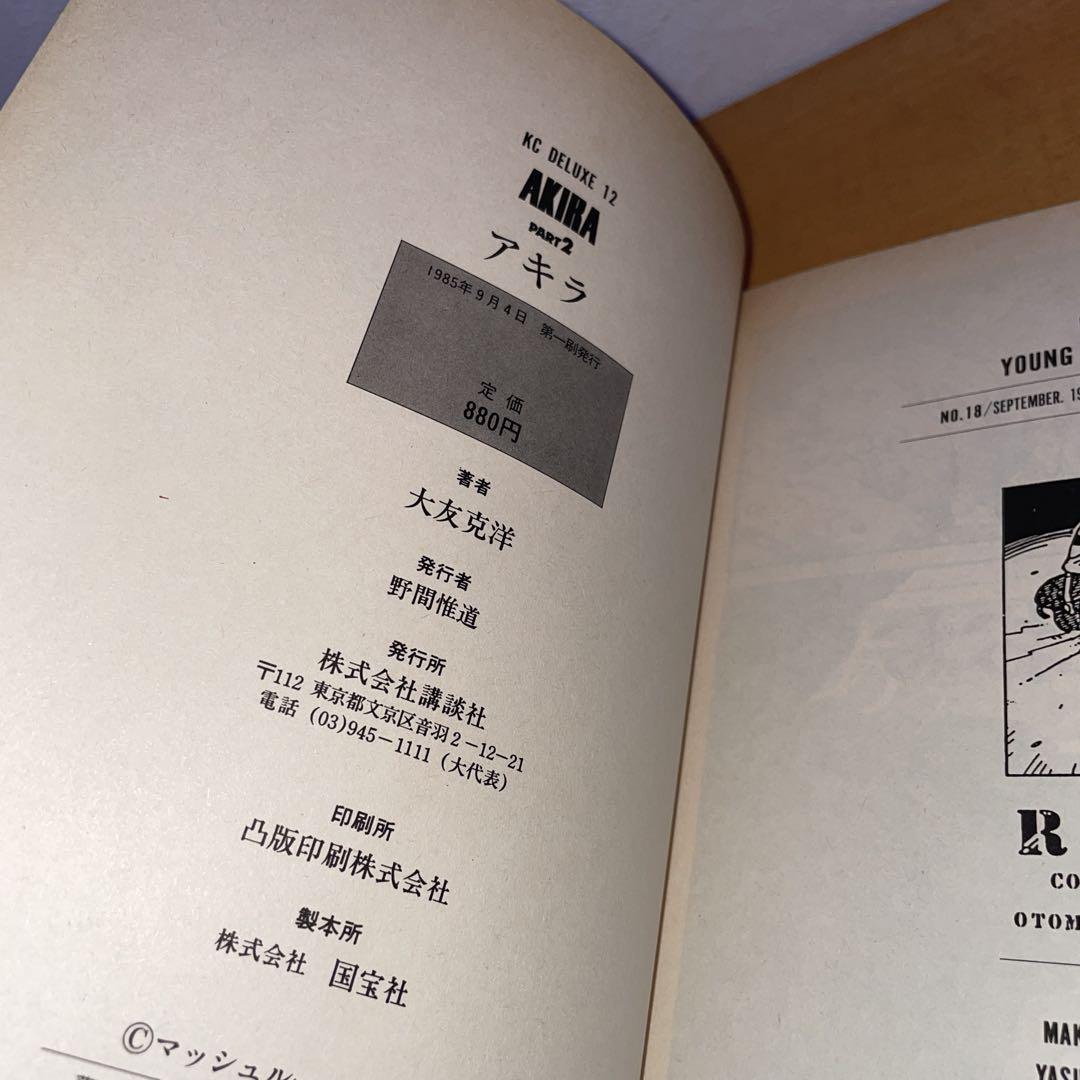 KC DELUXE 12
AKIRA
PART2
アキラ
1985年9月4日 第一刷発行
定価
880円
著者
大友克洋
発行者
野間惟道
発行所
株式会社講談社
〒112 東京都文京区音羽2-12-21
電話 (03)945-1111 (大代表)
印刷所
凸版印刷株式会社
製本所
株式会社 国宝社
©マッシュル
YOUNG
NO.18/SEPTEMBER. 19
R
CO
OTOM
MAK
YASU